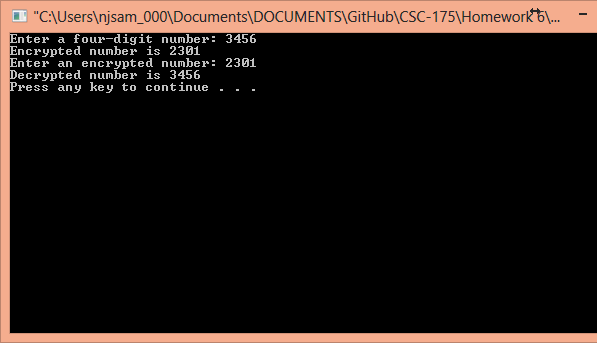 "C:\Users\njsam_000\Documents\DOCUMENTS\GitHub\CSC-175\Homework 6\...
Enter a four-digit number: 3456
Encrypted number is 2301
Enter an encrypted number: 2301
Decrypted number is 3456
Press any key to continue . . .